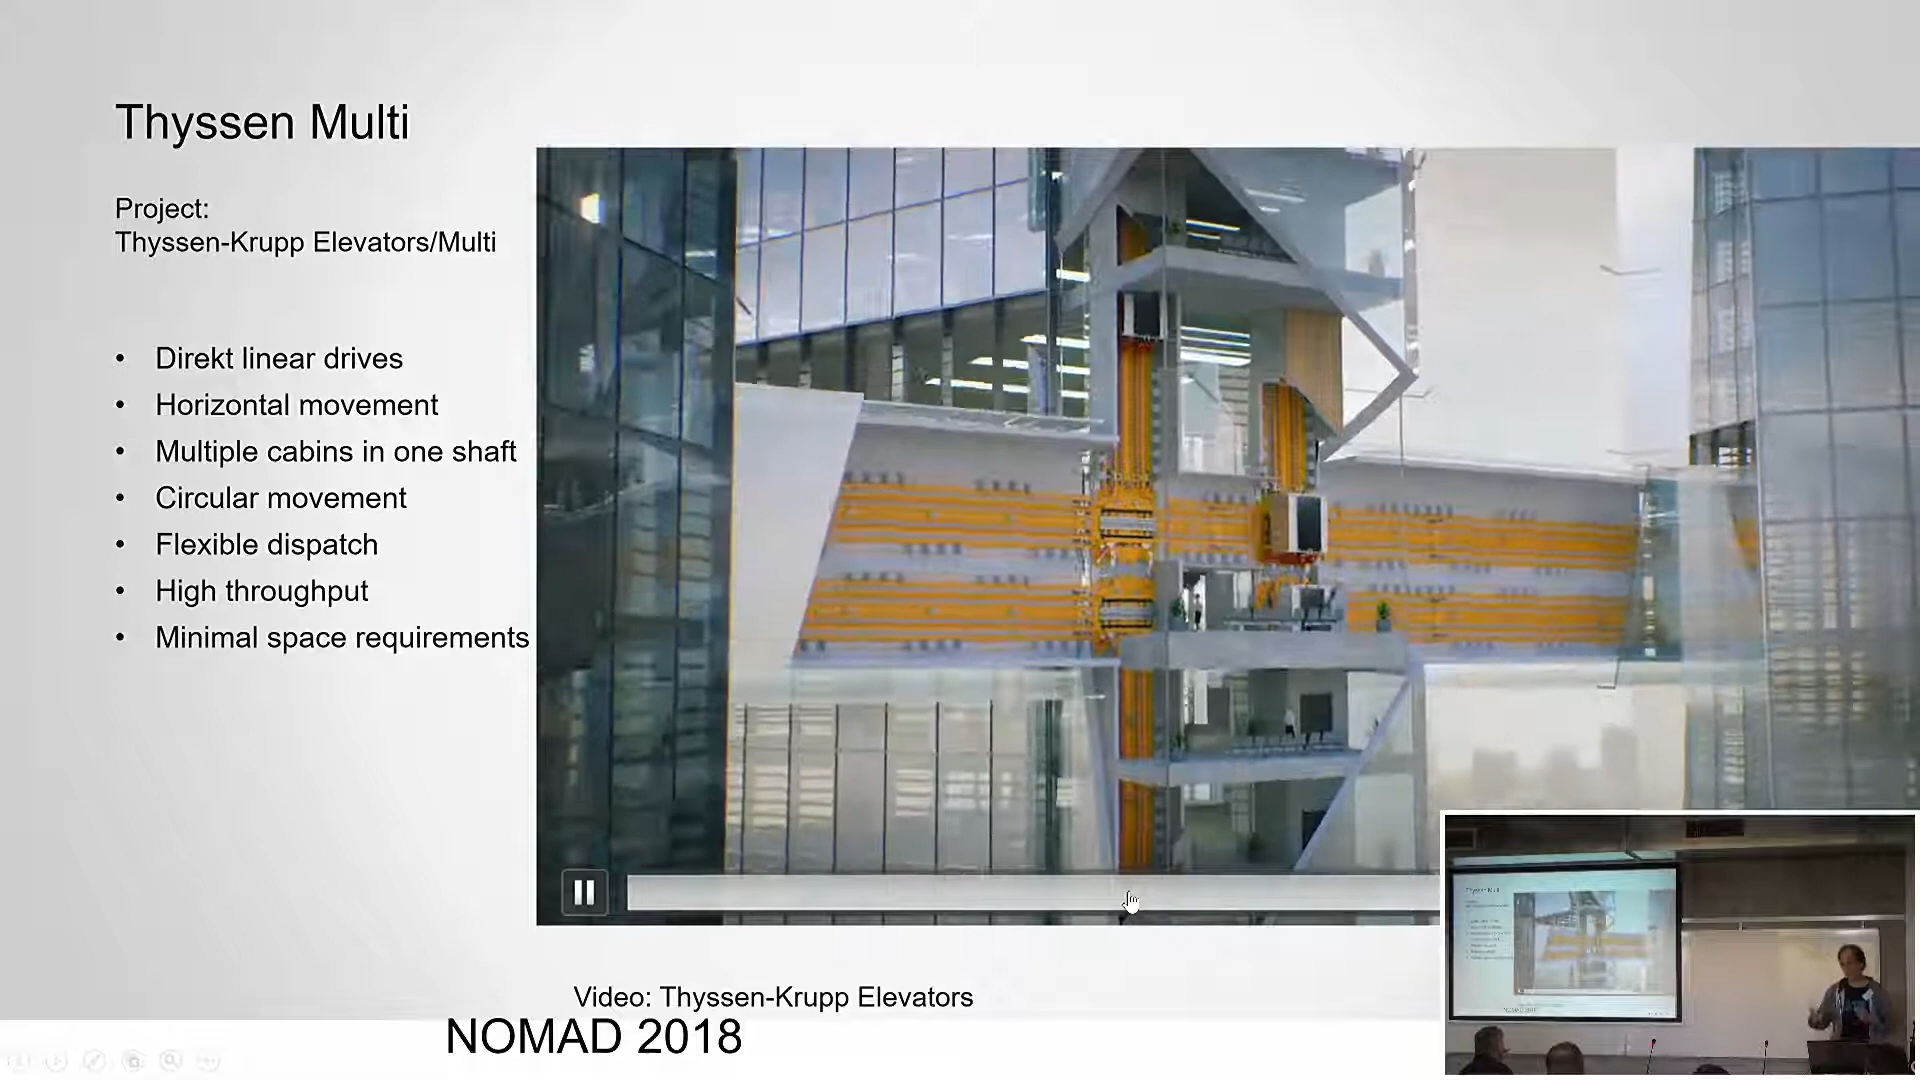 Thyssen Multi
Project:
Thyssen-Krupp Elevators/Multi
• Direkt linear drives
• Horizontal movement
• Multiple cabins in one shaft
• Circular movement
• Flexible dispatch
• High throughput
• Minimal space requirements
Video: Thyssen-Krupp Elevators
NOMAD 2018